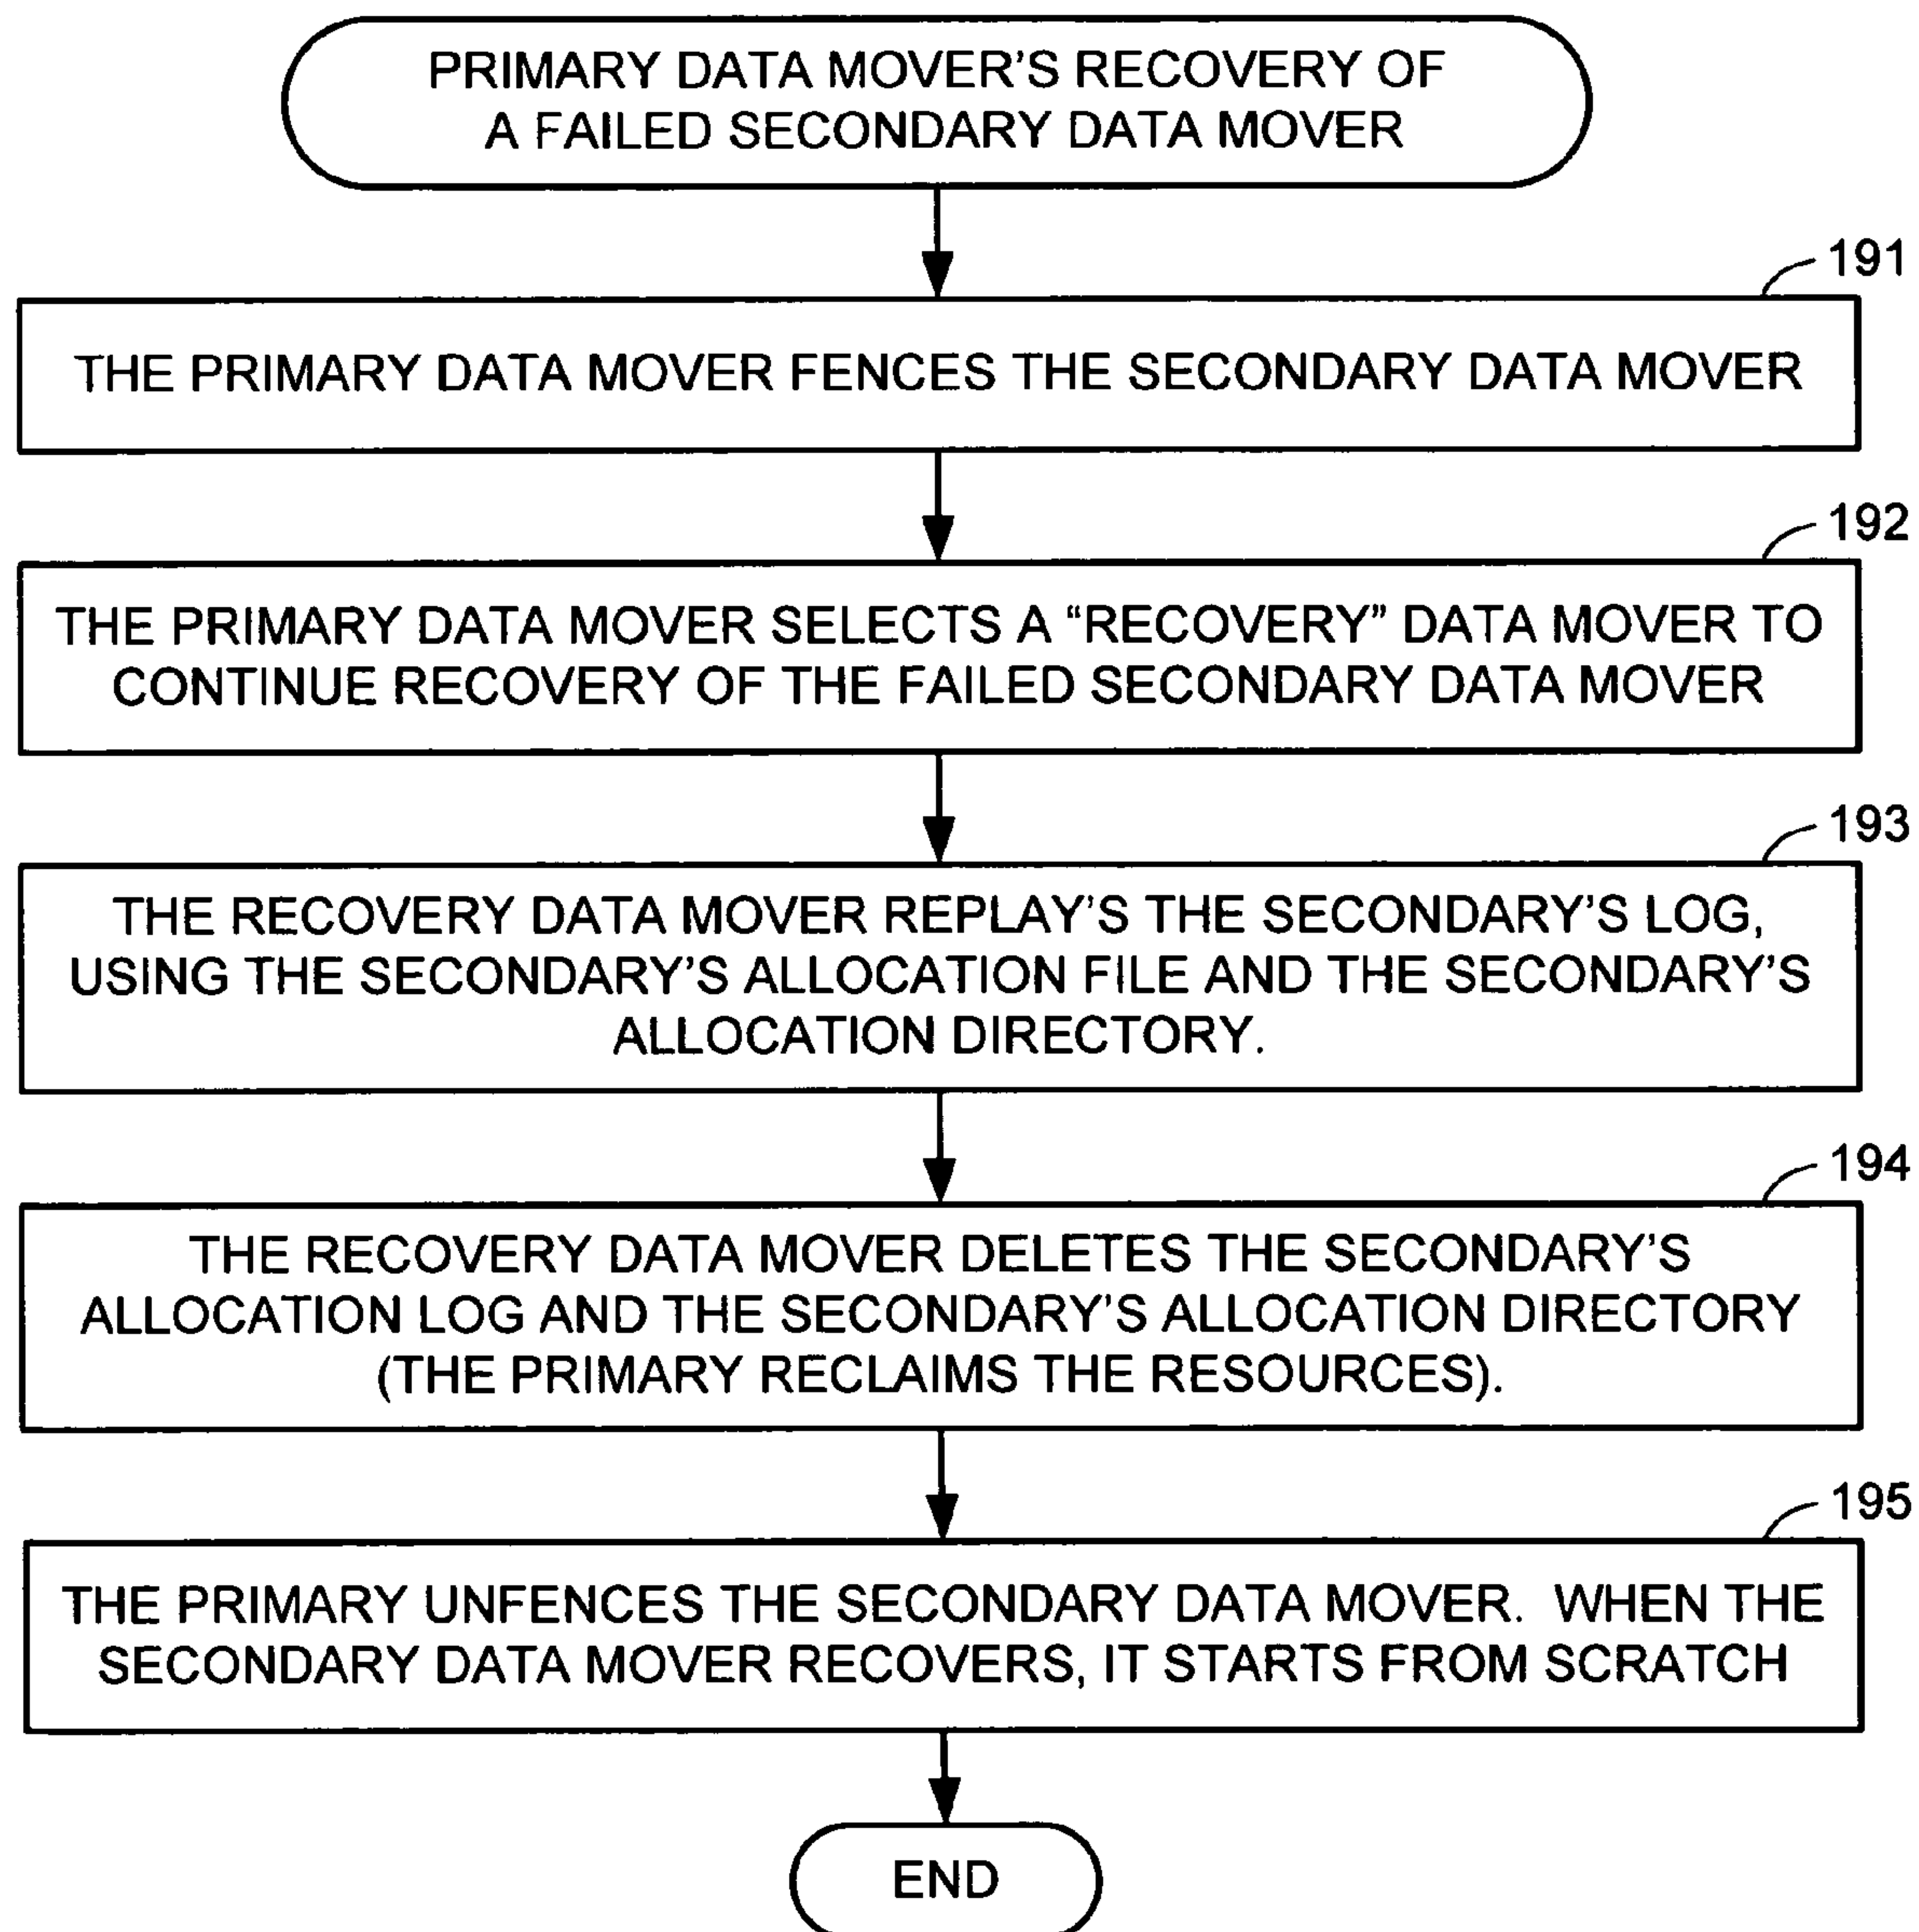 PRIMARY DATA MOVER'S RECOVERY OF
A FAILED SECONDARY DATA MOVER
191
THE PRIMARY DATA MOVER FENCES THE SECONDARY DATA MOVER
192
THE PRIMARY DATA MOVER SELECTS A “RECOVERY” DATA MOVER TO
CONTINUE RECOVERY OF THE FAILED SECONDARY DATA MOVER
193
THE RECOVERY DATA MOVER REPLAY'S THE SECONDARY'S LOG,
USING THE SECONDARY'S ALLOCATION FILE AND THE SECONDARY'S
ALLOCATION DIRECTORY.
194
THE RECOVERY DATA MOVER DELETES THE SECONDARY'S
ALLOCATION LOG AND THE SECONDARY'S ALLOCATION DIRECTORY
(THE PRIMARY RECLAIMS THE RESOURCES).
195
THE PRIMARY UNFENCES THE SECONDARY DATA MOVER. WHEN THE
SECONDARY DATA MOVER RECOVERS, IT STARTS FROM SCRATCH
END